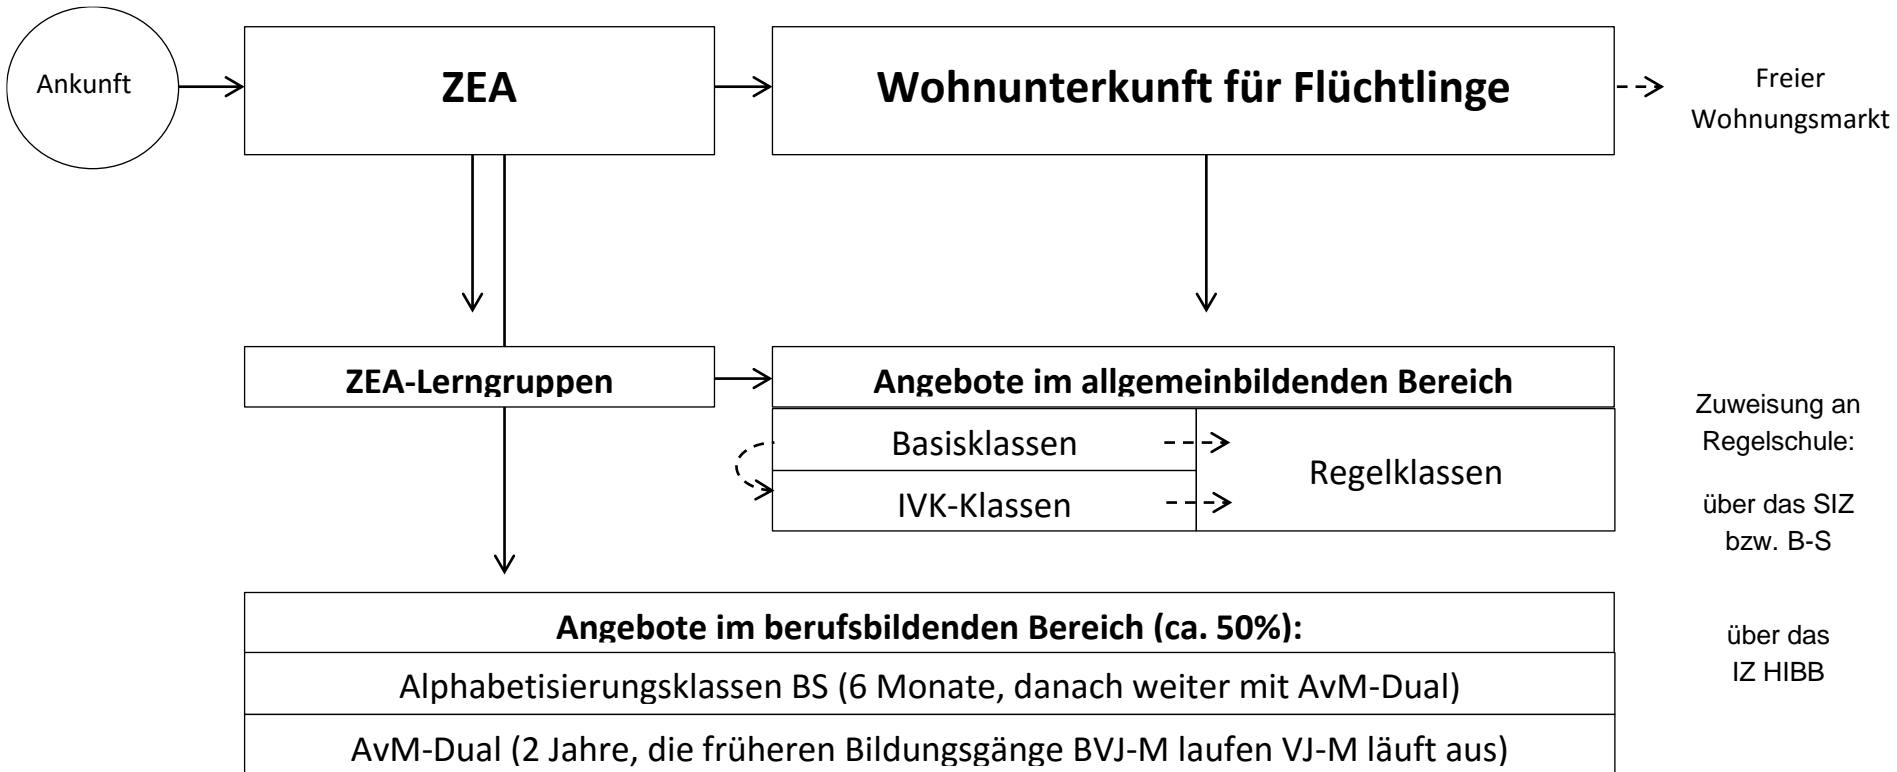 Ankunft
ZEA
Wohnunterkunft für Flüchtlinge
Freier
Wohnungsmarkt
ZEA-Lerngruppen
Angebote im allgemeinbildenden Bereich
Basisklassen
IVK-Klassen
Regelklassen
Zuweisung an
Regelschule:
über das SIZ
bzw. B-S
Angebote im berufsbildenden Bereich (ca. 50%):
Alphabetisierungsklassen BS (6 Monate, danach weiter mit AvM-Dual)
AvM-Dual (2 Jahre, die früheren Bildungsgänge BVJ-M laufen VJ-M läuft aus)
über das
IZ HIBB